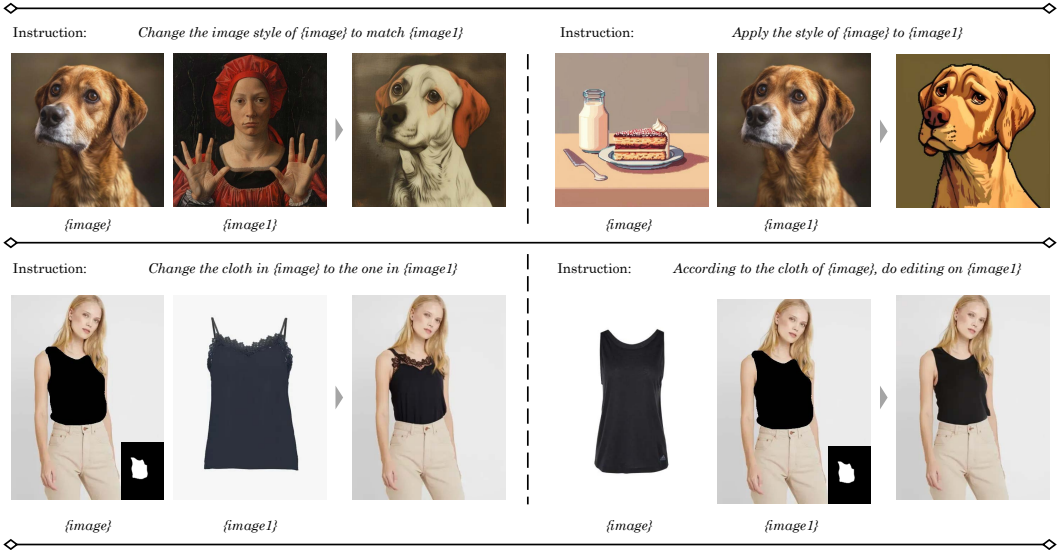 Instruction: Change the image style of {image} to match {image1}
Instruction: Apply the style of {image} to {image1}
{image} {image1}
{image} {image1}
Instruction: Change the cloth in {image} to the one in {image1}
Instruction: According to the cloth of {image}, do editing on {image1}
{image} {image1}
{image} {image1}